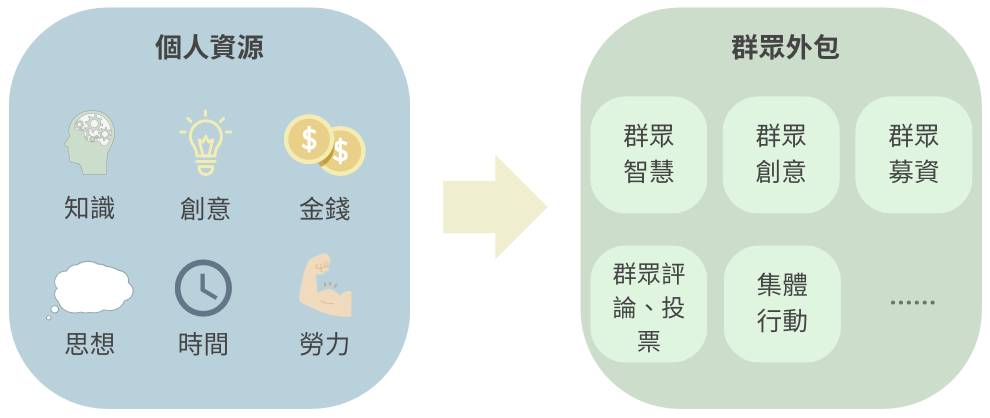 個人資源
知識
創意
$
$
金錢
思想
時間
勞力
群眾外包
群眾
智慧
群眾
創意
群眾
募資
群眾評
論、投
票
集體
行動
......